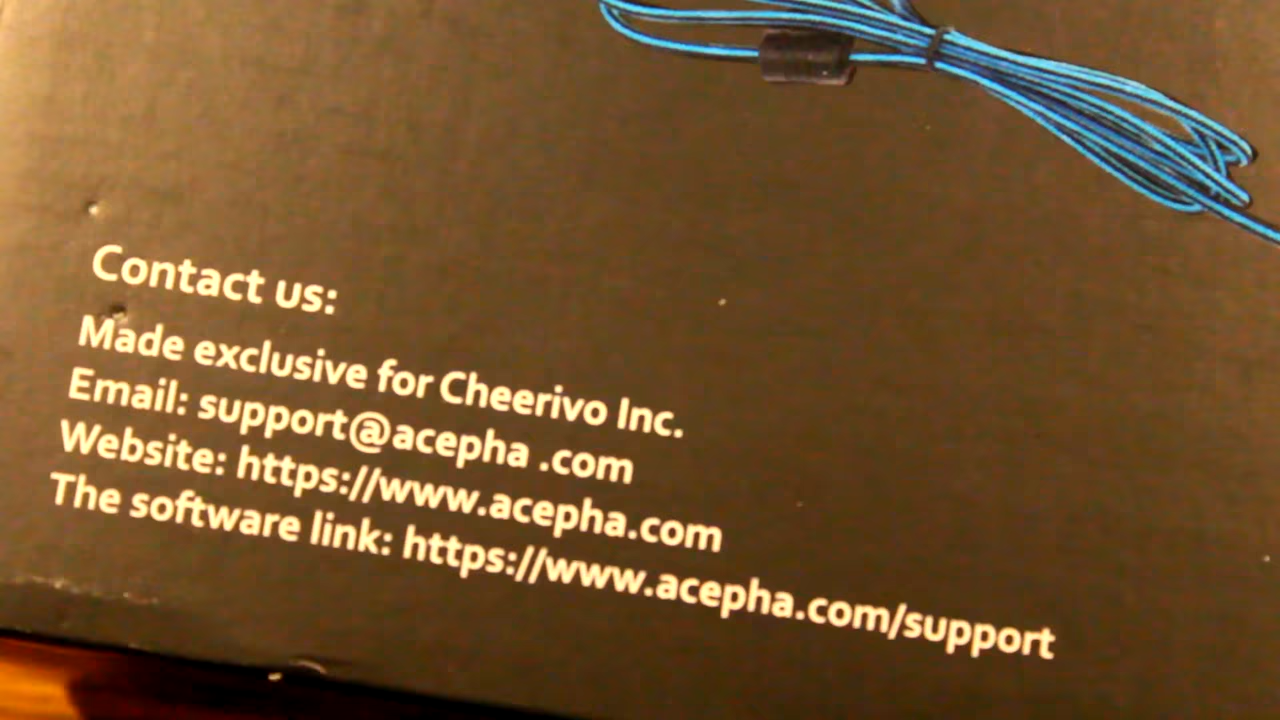 Contact us:
Made exclusive for Cheerivo Inc.
Email: support@acepha .com
Website: https://www.acepha.com
The software link: https://www.acepha.com/support